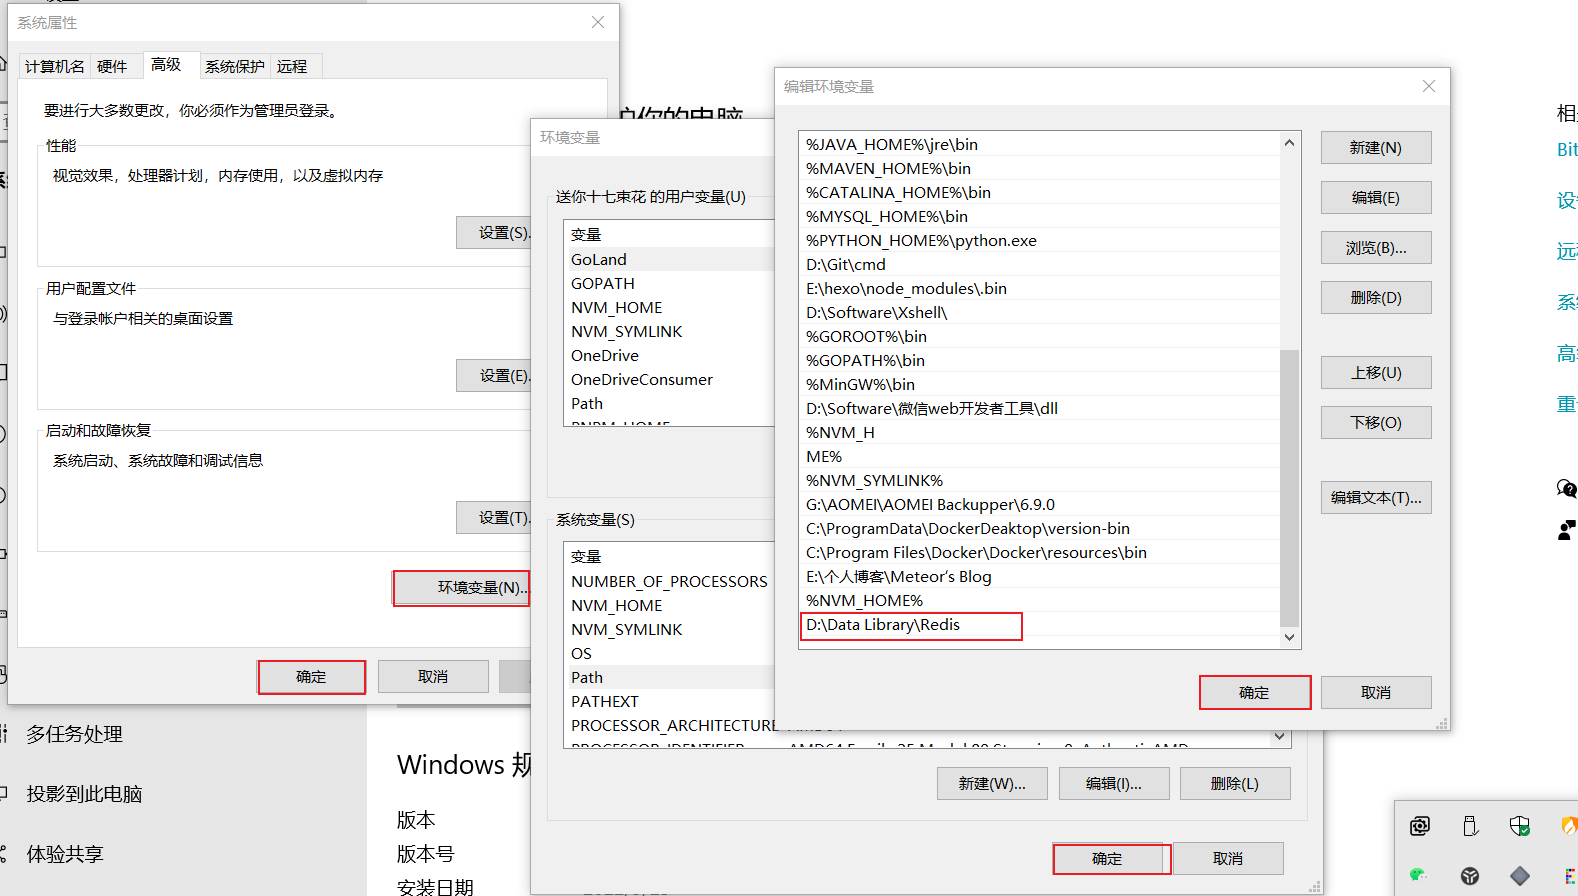 系统属性
计算机名
硬件
高级
系统保护
远程
要进行大多数更改，你必须作为管理员登录。
性能
视觉效果，处理器计划，内存使用，以及虚拟内存
设置(S)...
用户配置文件
与登录帐户相关的桌面设置
设置(E)...
启动和故障恢复
系统启动、系统故障和调试信息
设置(T)...
环境变量(N)...
确定
取消
多任务处理
投影到此电脑
体验共享
你的电脑
Windows 规
版本
版本号
安装日期
环境变量
送你十七束花 的用户变量(U)
变量
GoLand
GOPATH
NVM_HOME
NVM_SYMLINK
OneDrive
OneDriveConsumer
Path
PNPM_HOME
系统变量(S)
变量
NUMBER_OF_PROCESSORS
NVM_HOME
NVM_SYMLINK
OS
Path
PATHEXT
PROCESSOR_ARCHITECTURE
新建(W)...
编辑(I)...
删除(L)
确定
取消
编辑环境变量
%JAVA_HOME%\jre\bin
%MAVEN_HOME%\bin
%CATALINA_HOME%\bin
%MYSQL_HOME%\bin
%PYTHON_HOME%\python.exe
D:\Git\cmd
E:\hexo\node_modules\.bin
D:\Software\Xshell\
%GOROOT%\bin
%GOPATH%\bin
%MinGW%\bin
D:\Software\微信web开发者工具\dll
%NVM_H
ME%
%NVM_SYMLINK%
G:\AOMEI\AOMEI Backupper\6.9.0
C:\ProgramData\DockerDeaktop\version-bin
C:\Program Files\Docker\Docker\resources\bin
E:\个人博客\Meteor's Blog
%NVM_HOME%
D:\Data Library\Redis
新建(N)
编辑(E)
浏览(B)...
删除(D)
上移(U)
下移(O)
编辑文本(T)...
确定
取消
相
Bit
设
远
系
高
重